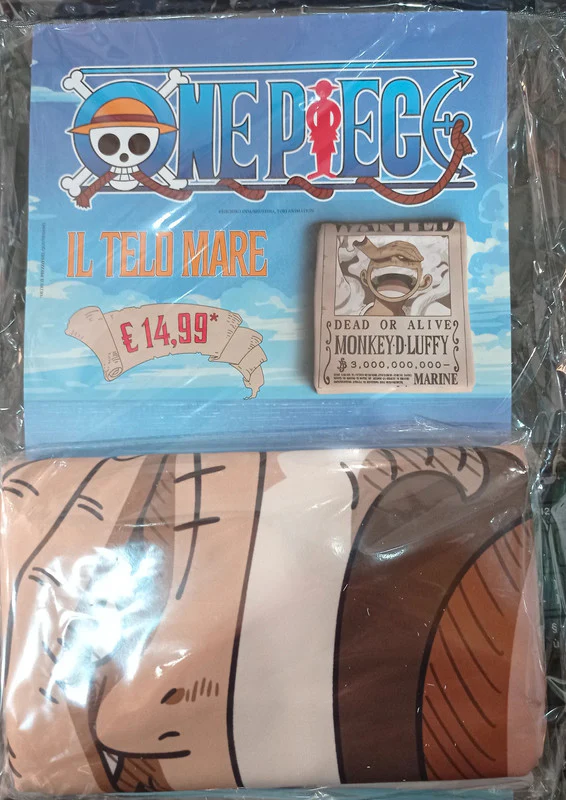 ONE PIECE
IL TELO MARE
€ 14,99*
WANTED
DEAD OR ALIVE
MONKEY·D·LUFFY
3,000,000,000-
MARINE